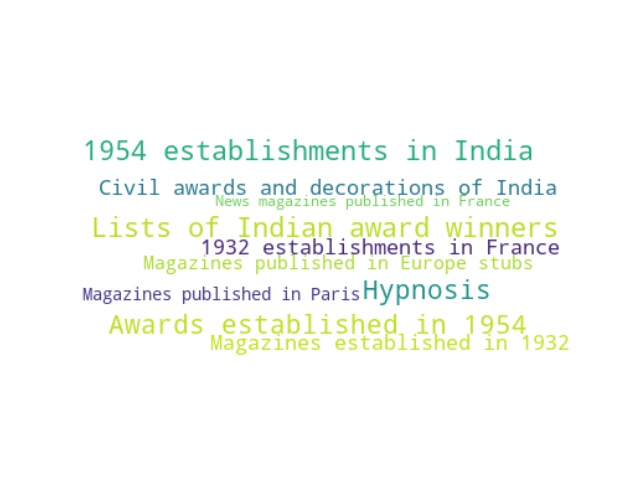 1954 establishments in India
Civil awards and decorations of India
News magazines published in France
Lists of Indian award winners
1932 establishments in France
Magazines published in Europe stubs
Magazines published in Paris
Hypnosis
Awards established in 1954
Magazines established in 1932